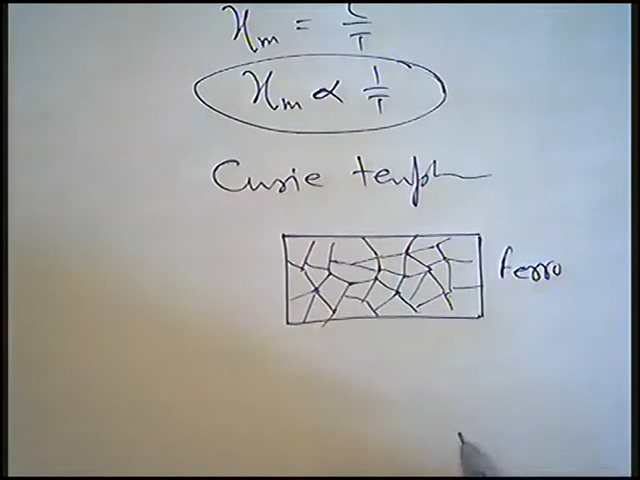 χm = C/T
χm ∝ 1/T
Curie temp
ferro